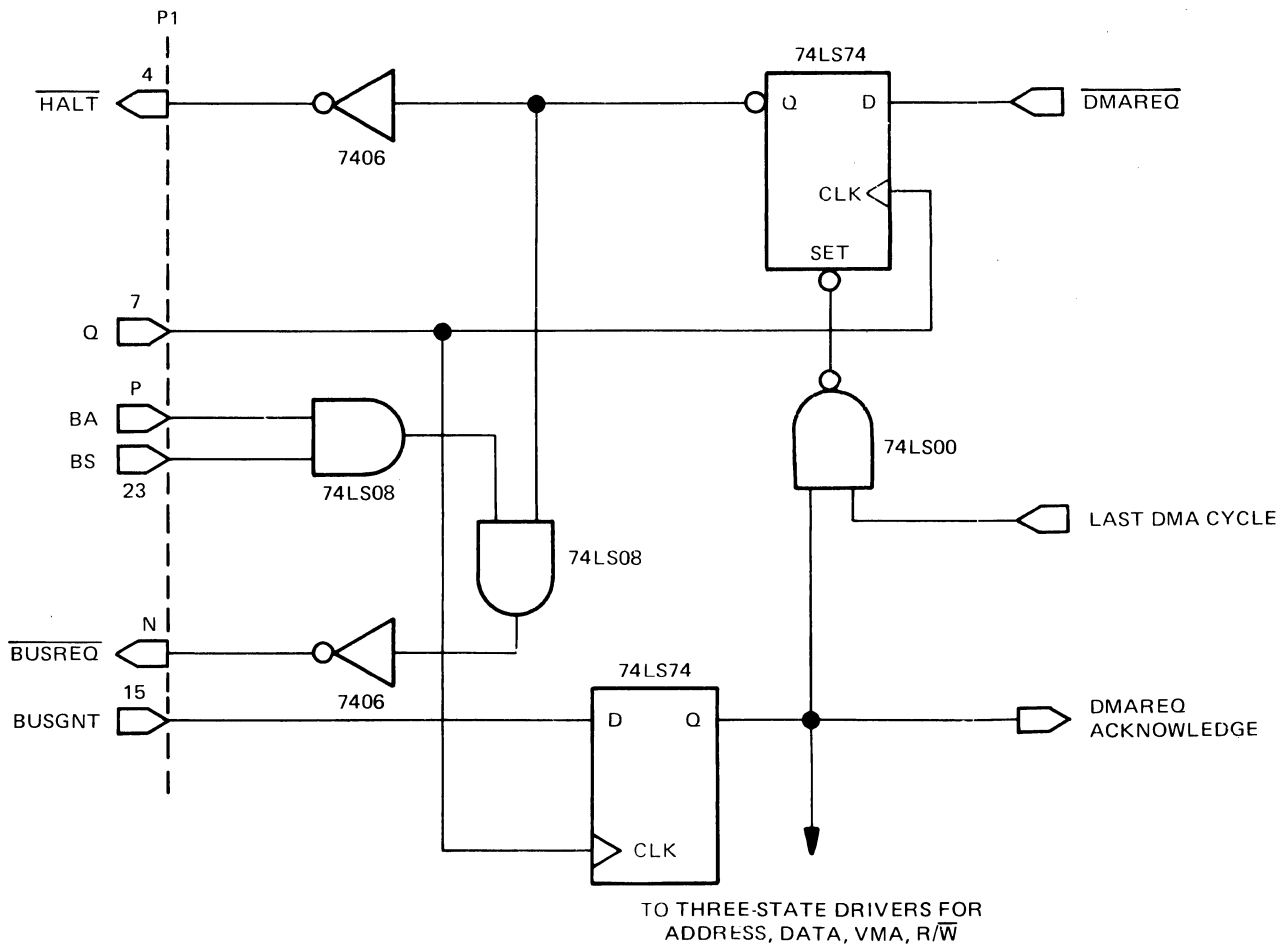 P1
74LS74
4
HALT
Q
D
DMAREQ
7406
CLK
SET
7
Q
P
BA
74LS00
BS
23
74LS08
LAST DMA CYCLE
74LS08
N
BUSREQ
74LS74
7406
15
BUSGNT
D
Q
DMAREQ
ACKNOWLEDGE
CLK
TO THREE-STATE DRIVERS FOR
ADDRESS, DATA, VMA, R/W̅